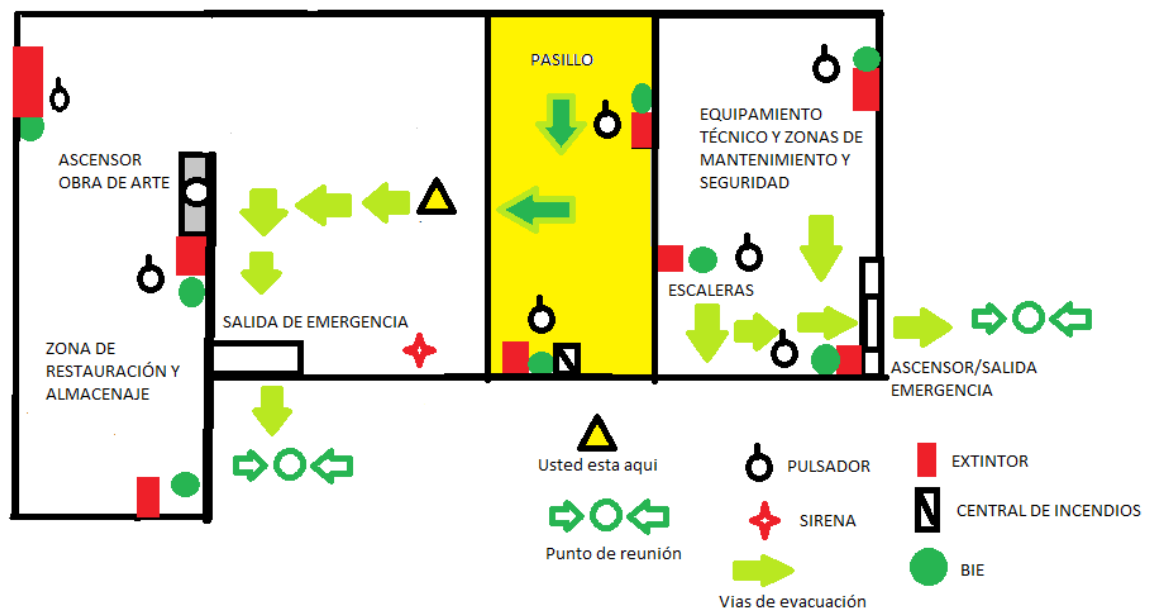 PASILLO
EQUIPAMIENTO
TÉCNICO Y ZONAS DE
MANTENIMIENTO Y
SEGURIDAD
ASCENSOR
OBRA DE ARTE
ESCALERAS
SALIDA DE EMERGENCIA
ZONA DE
RESTAURACIÓN Y
ALMACENAJE
ASCENSOR/SALIDA
EMERGENCIA
Usted esta aqui
PULSADOR
EXTINTOR
SIRENA
CENTRAL DE INCENDIOS
Punto de reunión
BIE
Vias de evacuación